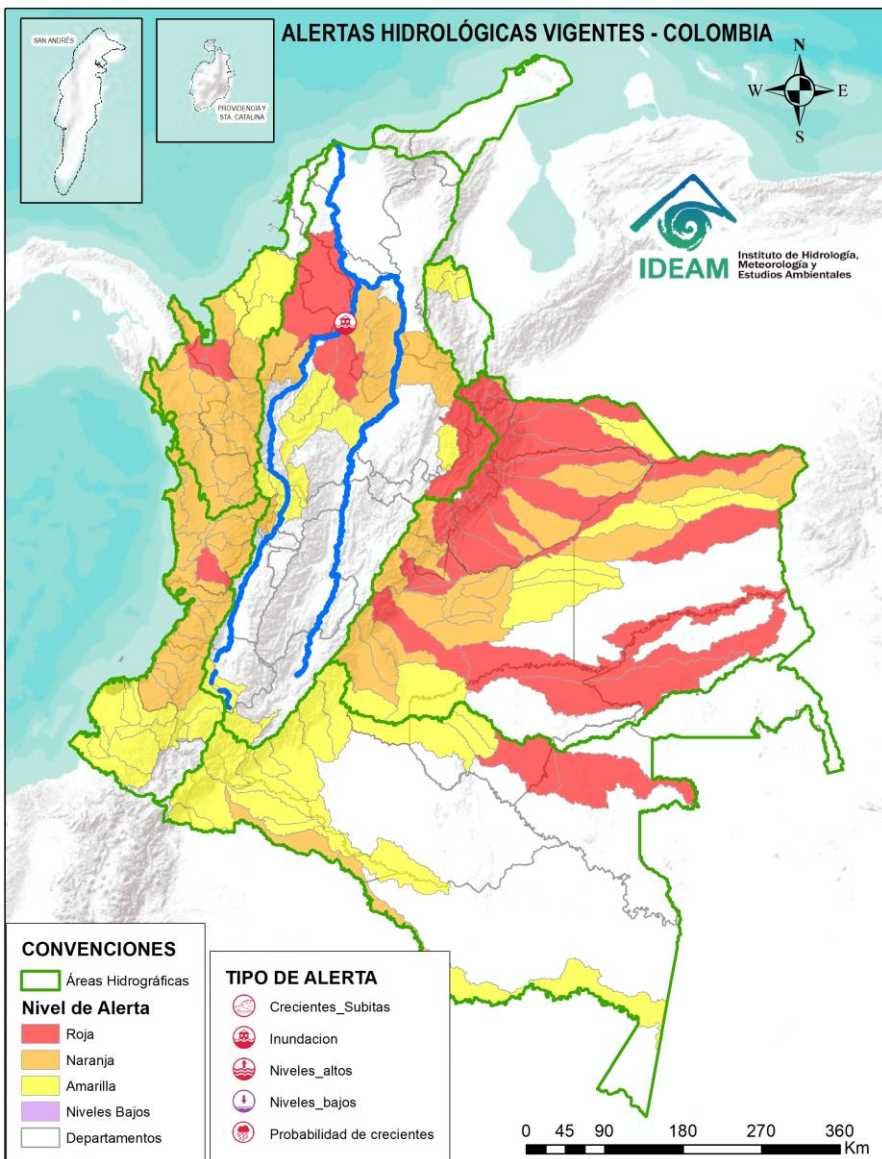 ALERTAS HIDROLÓGICAS VIGENTES - COLOMBIA
SAN ANDRÉS
PROVIDENCIA Y
STA. CATALINA
N
W
E
S
IDEAM
Instituto de Hidrología,
Meteorología y
Estudios Ambientales
CONVENCIONES
Áreas Hidrográficas
Nivel de Alerta
Roja
Naranja
Amarilla
Niveles Bajos
Departamentos
TIPO DE ALERTA
Crecientes_Subitas
Inundacion
Niveles_altos
Niveles_bajos
Probabilidad de crecientes
0 45 90 180 270 360
Km